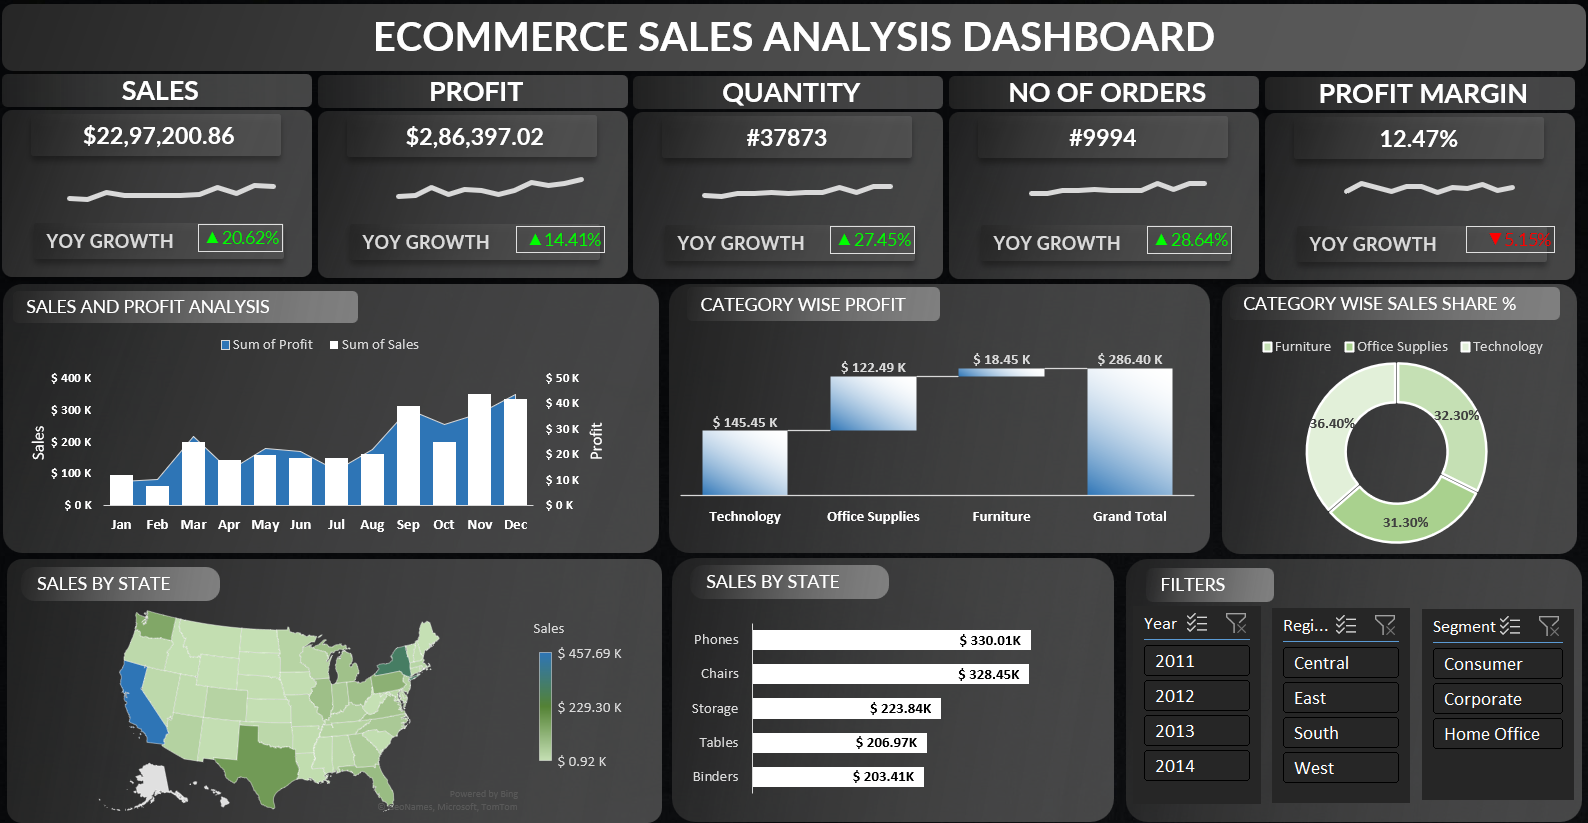 ECOMMERCE SALES ANALYSIS DASHBOARD
SALES
$22,97,200.86
YOY GROWTH ▲20.62%
PROFIT
$2,86,397.02
YOY GROWTH ▲14.41%
QUANTITY
#37873
YOY GROWTH ▲27.45%
NO OF ORDERS
#9994
YOY GROWTH ▲28.64%
PROFIT MARGIN
12.47%
YOY GROWTH ▼5.15%
SALES AND PROFIT ANALYSIS
Sum of Profit Sum of Sales
Sales
$ 400 K
$ 300 K
$ 200 K
$ 100 K
$ 0 K
$ 50 K
$ 40 K
$ 30 K
$ 20 K
$ 10 K
$ 0 K
Profit
Jan Feb Mar Apr May Jun Jul Aug Sep Oct Nov Dec
CATEGORY WISE PROFIT
$ 145.45 K
$ 122.49 K
$ 18.45 K
$ 286.40 K
Technology Office Supplies Furniture Grand Total
CATEGORY WISE SALES SHARE %
Furniture Office Supplies Technology
36.40%
32.30%
31.30%
SALES BY STATE
Sales
$ 457.69 K
$ 229.30 K
$ 0.92 K
Powered by Bing
© GeoNames, Microsoft, TomTom
SALES BY STATE
Phones $ 330.01K
Chairs $ 328.45K
Storage $ 223.84K
Tables $ 206.97K
Binders $ 203.41K
FILTERS
Year
2011
2012
2013
2014
Regi...
Central
East
South
West
Segment
Consumer
Corporate
Home Office